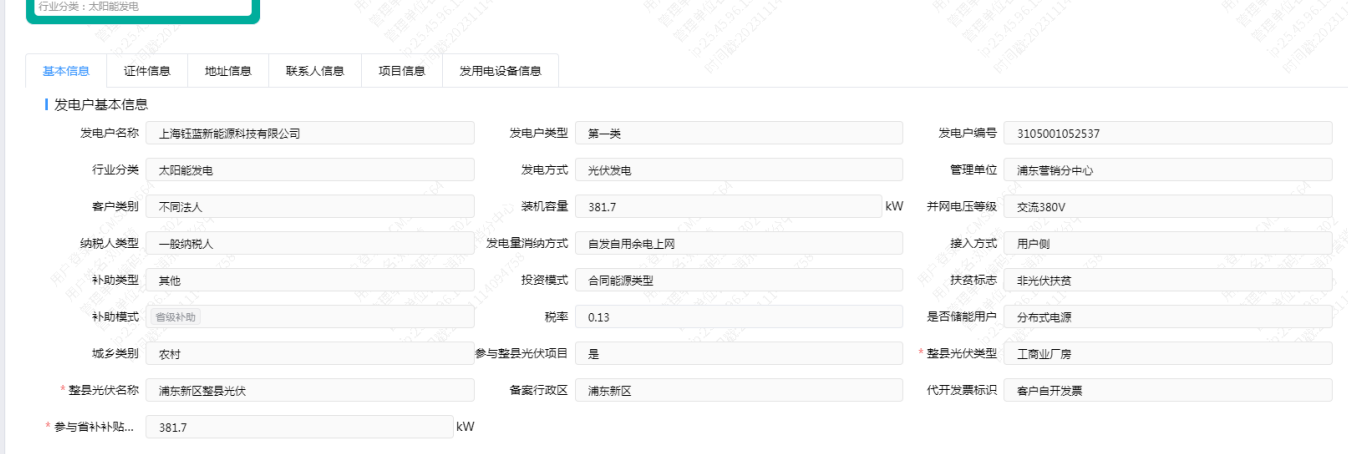 行业分类：太阳能发电
基本信息 证件信息 地址信息 联系人信息 项目信息 发用电设备信息
发电户基本信息
发电户名称 上海钰蓝新能源科技有限公司 发电户类型 第一类 发电户编号 3105001052537
行业分类 太阳能发电 发电方式 光伏发电 管理单位 浦东营销分中心
客户类别 不同法人 装机容量 381.7 kW 并网电压等级 交流380V
纳税人类型 一般纳税人 发电量消纳方式 自发自用余电上网 接入方式 用户侧
补助类型 其他 投资模式 合同能源类型 扶贫标志 非光伏扶贫
补助模式 省级补助 税率 0.13 是否储能用户 分布式电源
城乡类别 农村 参与整县光伏项目 是 * 整县光伏类型 工商业厂房
* 整县光伏名称 浦东新区整县光伏 备案行政区 浦东新区 代开发票标识 客户自开发票
* 参与省补补贴... 381.7 kW